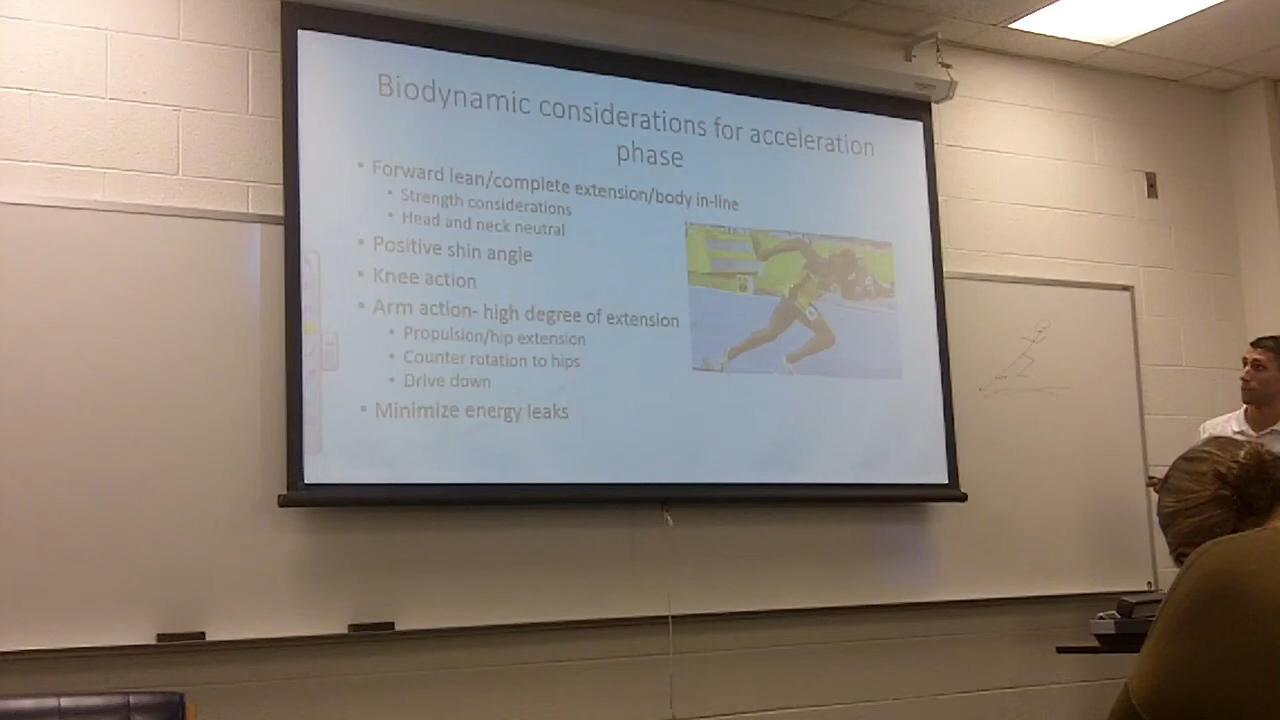 Biodynamic considerations for acceleration
phase
• Forward lean/complete extension/body in-line
• Strength considerations
• Head and neck neutral
• Positive shin angle
• Knee action
• Arm action- high degree of extension
• Propulsion/hip extension
• Counter rotation to hips
• Drive down
• Minimize energy leaks